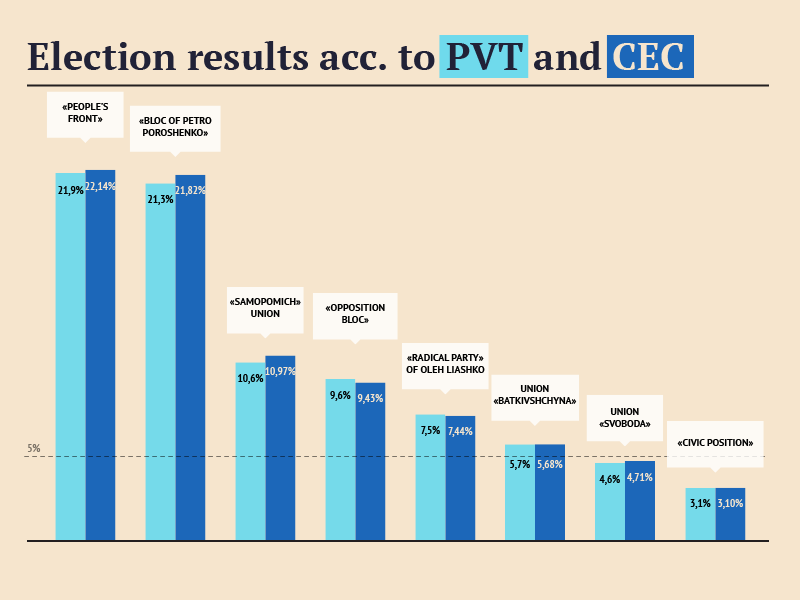 Election results acc. to PVT and CEC
«PEOPLE'S
FRONT»
«BLOC OF PETRO
POROSHENKO»
21,9%
22,14%
21,3%
21,82%
«SAMOPOMICH»
UNION
«OPPOSITION
BLOC»
10,6%
10,97%
9,6%
9,43%
«RADICAL PARTY»
OF OLEH LIASHKO
7,5%
7,44%
UNION
«BATKIVSHCHYNA»
5,7%
5,68%
UNION
«SVOBODA»
4,6%
4,71%
«CIVIC POSITION»
3,1%
3,10%
5%